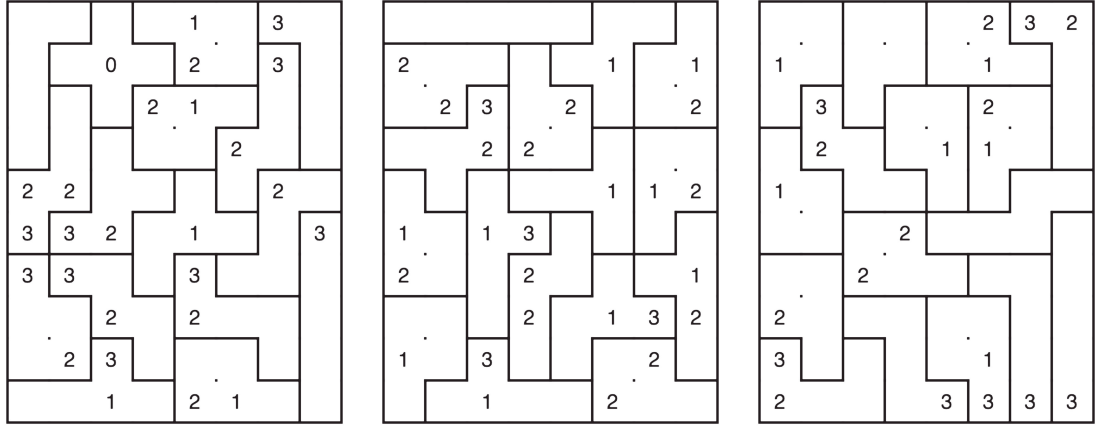 1 3 2 3 2
0 2 3 2 1 1 1 1
2 1 2 3 2 2 3 2
2 2 2 2 1 1
2 2 2 1 1 2 1
3 3 2 1 3 1 1 3 2
3 3 3 2 2 1 2
2 2 2 1 3 2 2
2 3 1 3 2 3 1
1 2 1 1 2 2 3 3 3 3